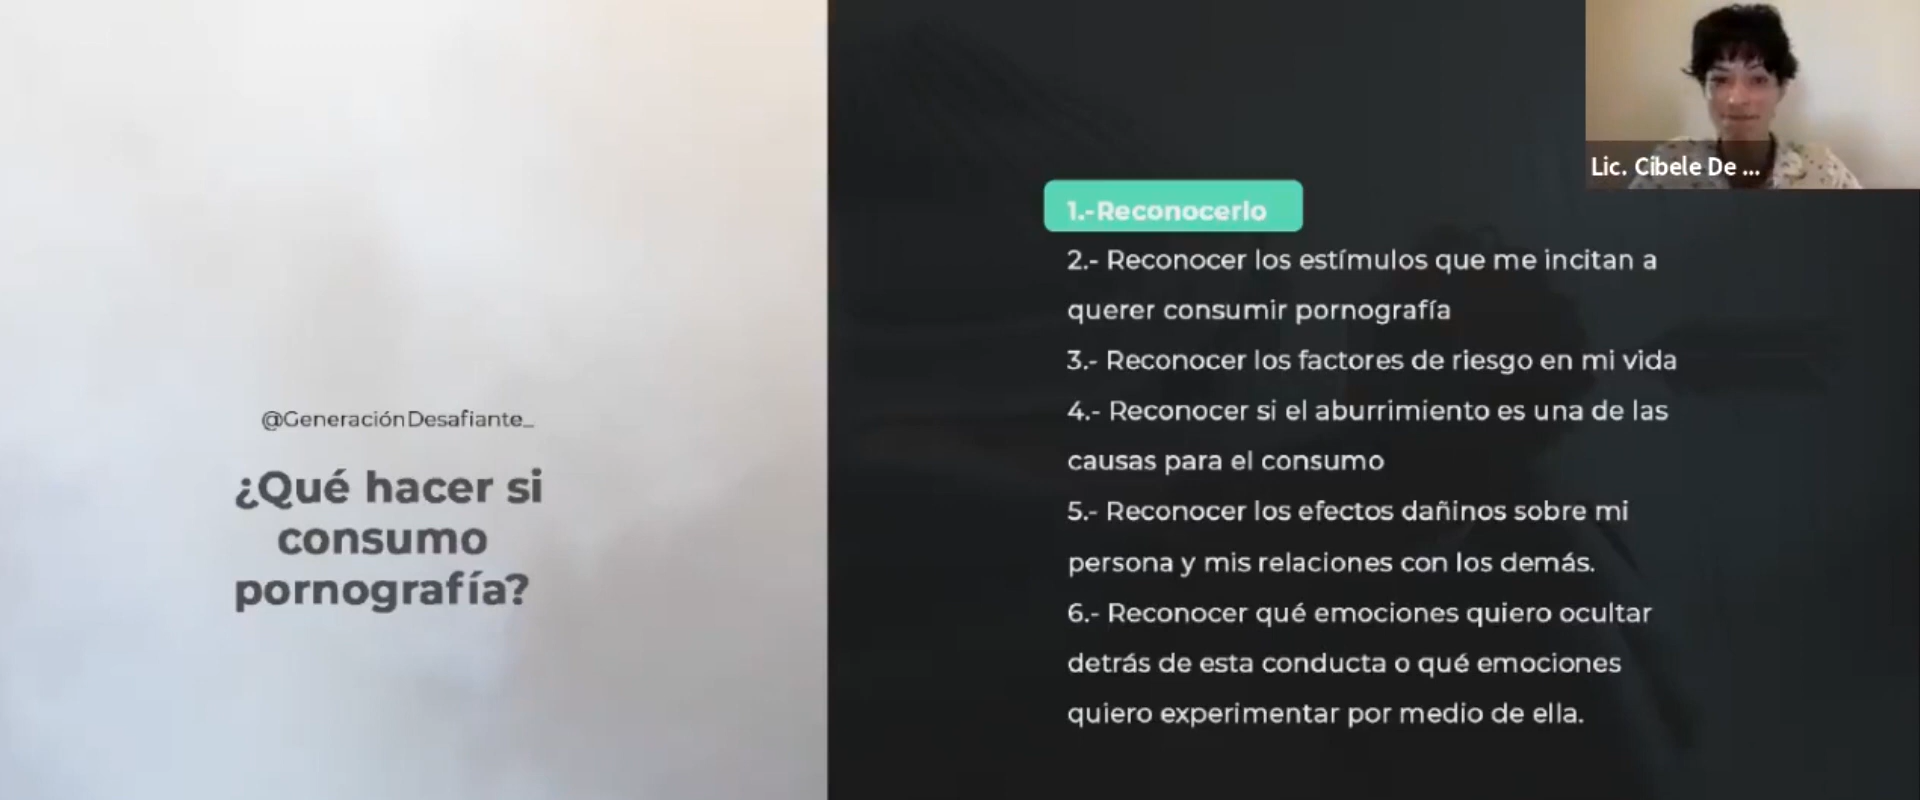 Lic. Cibele De ...
@GeneraciónDesafiante_
¿Qué hacer si
consumo
pornografía?
1.-Reconocerlo
2.- Reconocer los estímulos que me incitan a
querer consumir pornografía
3.- Reconocer los factores de riesgo en mi vida
4.- Reconocer si el aburrimiento es una de las
causas para el consumo
5.- Reconocer los efectos dañinos sobre mi
persona y mis relaciones con los demás.
6.- Reconocer qué emociones quiero ocultar
detrás de esta conducta o qué emociones
quiero experimentar por medio de ella.